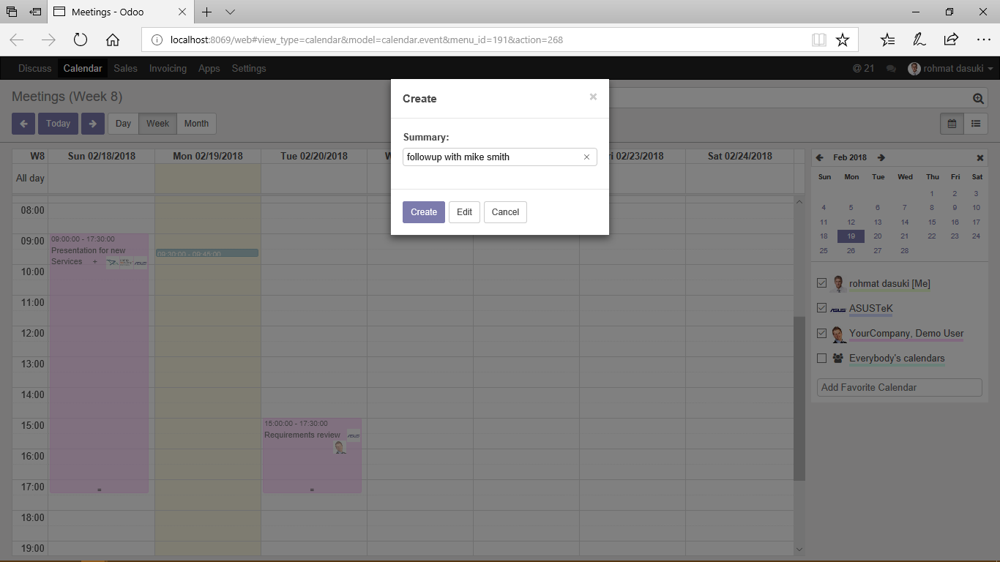 Meetings - Odoo
localhost:8069/web#view_type=calendar&model=calendar.event&menu_id=191&action=268
Discuss Calendar Sales Invoicing Apps Settings @ 21 rohmat dasuki
Meetings (Week 8)
Today Day Week Month
Create ×
Summary:
followup with mike smith ×
Create Edit Cancel
W8 Sun 02/18/2018 Mon 02/19/2018 Tue 02/20/2018 ri 02/23/2018 Sat 02/24/2018
All day
08:00
09:00
10:00
11:00
12:00
13:00
14:00
15:00
16:00
17:00
18:00
19:00
09:00:00 - 17:30:00
Presentation for new
Services +
ASUS
=
09:30:00 - 09:45:00
15:00:00 - 17:30:00
Requirements review
ASUS
=
Feb 2018
Sun Mon Tue Wed Thu Fri Sat
1 2 3
4 5 6 7 8 9 10
11 12 13 14 15 16 17
18 19 20 21 22 23 24
25 26 27 28
rohmat dasuki [Me]
ASUS ASUSTeK
YourCompany, Demo User
Everybody's calendars
Add Favorite Calendar